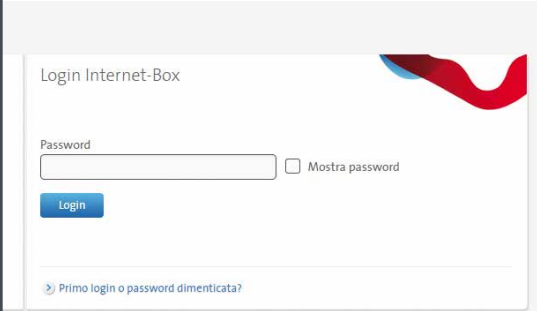 Login Internet-Box
Password
Mostra password
Login
Primo login o password dimenticata?